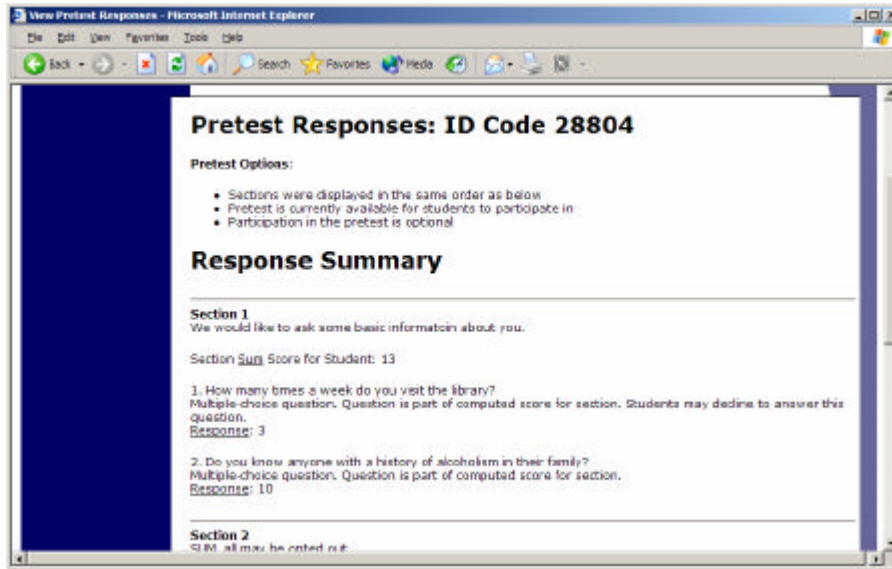 View Pretest Responses - Microsoft Internet Explorer
File Edit View Favorites Tools Help
Back Search Favorites Media
Pretest Responses: ID Code 28804
Pretest Options:
• Sections were displayed in the same order as below
• Pretest is currently available for students to participate in
• Participation in the pretest is optional
Response Summary
Section 1
We would like to ask some basic informatoin about you.
Section Sum Score for Student: 13
1. How many times a week do you visit the library?
Multiple-choice question. Question is part of computed score for section. Students may decline to answer this
question.
Response: 3
2. Do you know anyone with a history of alcoholism in their family?
Multiple-choice question. Question is part of computed score for section.
Response: 10
Section 2
SUM, all may be opted out